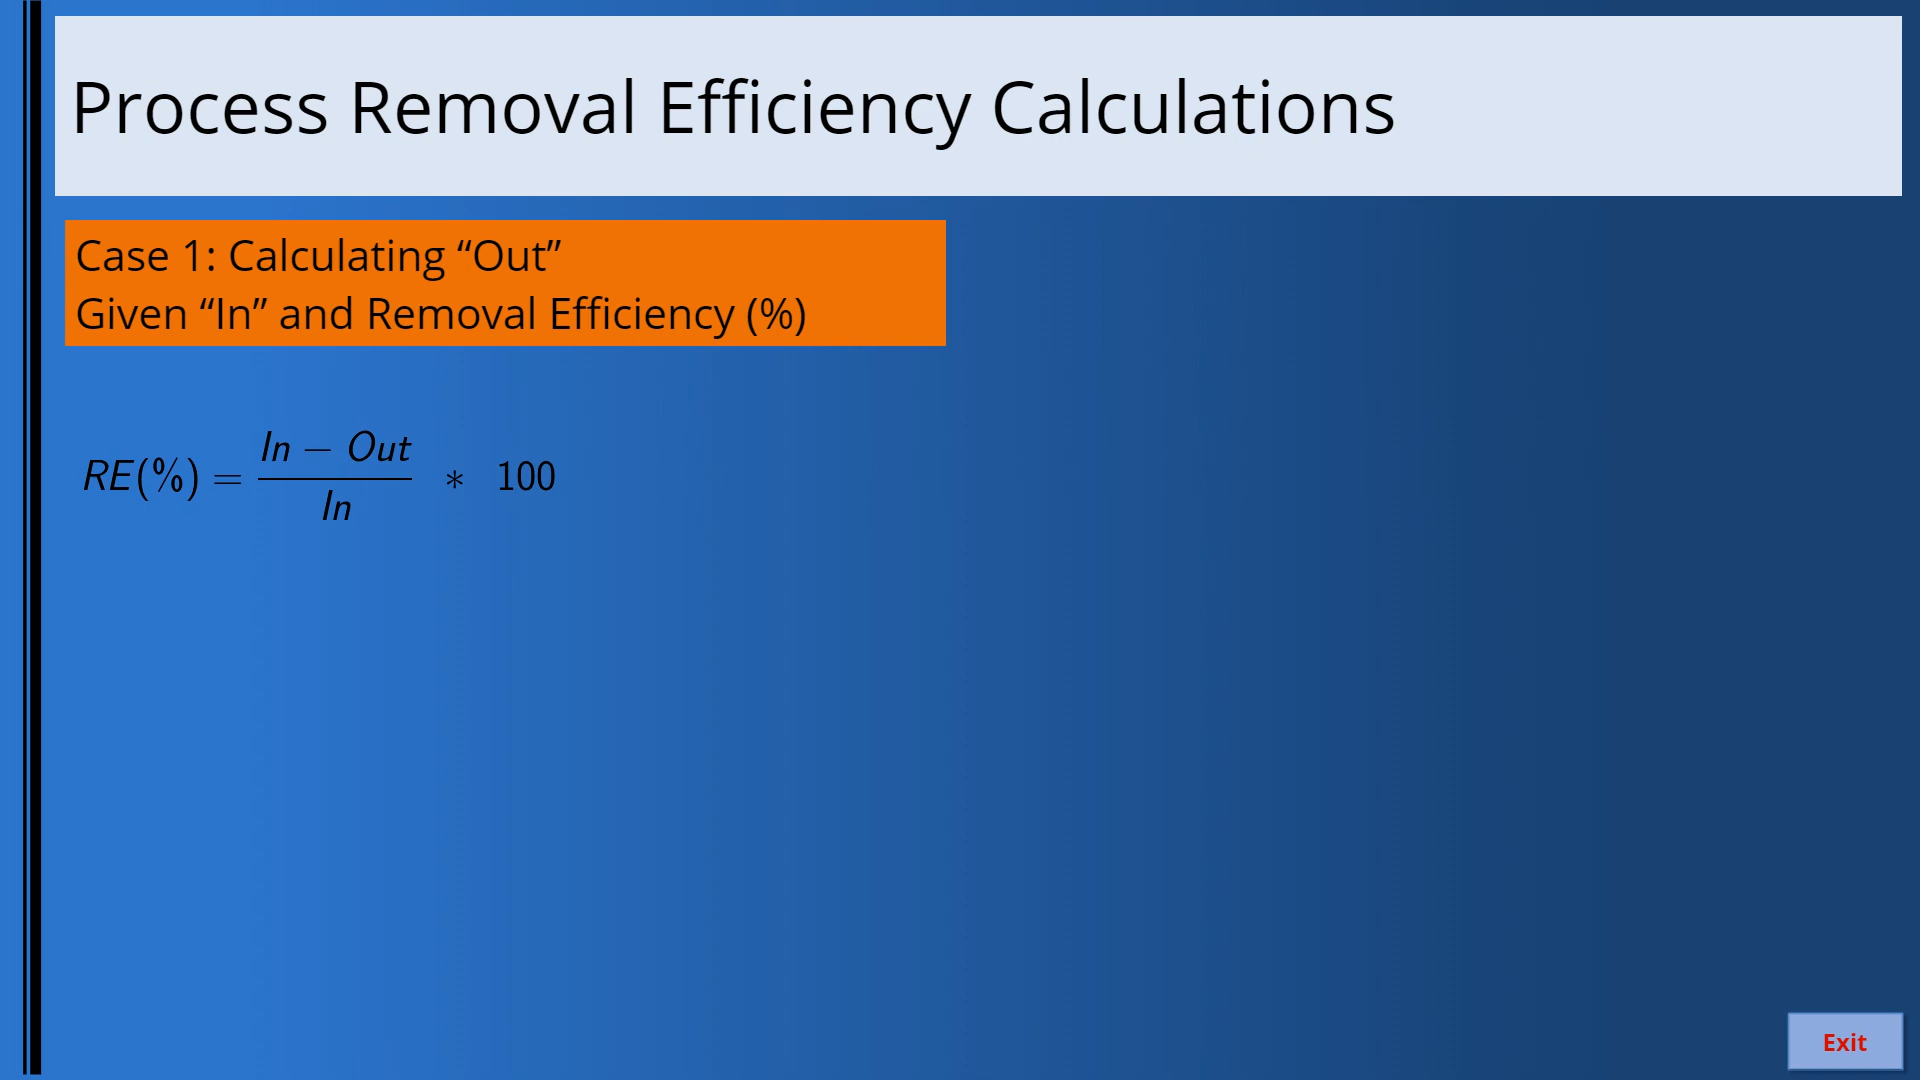 Process Removal Efficiency Calculations
Case 1: Calculating “Out”
Given “In” and Removal Efficiency (%)
RE(%) = (In − Out) / In * 100
Exit